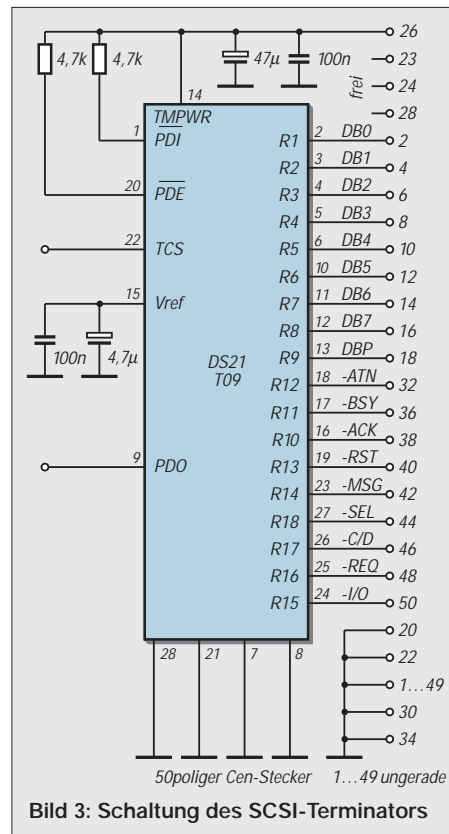 4,7k 4,7k 47µ 100n 26
23
frei 24
28
14
TMPWR
1 PDI R1 2 DB0 2
R2 3 DB1 4
20 PDE R3 4 DB2 6
R4 5 DB3 8
22 TCS R5 6 DB4 10
R6 10 DB5 12
15 Vref R7 11 DB6 14
R8 12 DB7 16
100n 4,7µ DS21 R9 13 DBP 18
T09 R12 18 -ATN 32
R11 17 -BSY 36
R10 16 -ACK 38
9 PDO R13 19 -RST 40
R14 23 -MSG 42
R18 27 -SEL 44
R17 26 -C/D 46
R16 25 -REQ 48
R15 24 -I/O 50
28 21 7 8 20
22
1...49
30
34
50poliger Cen-Stecker 1...49 ungerade
Bild 3: Schaltung des SCSI-Terminators